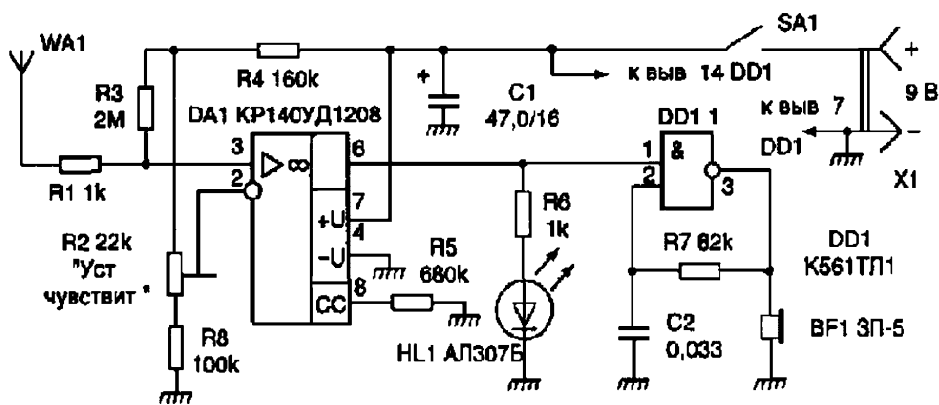 WA1
SA1
+
R3
2M
R4 160k
+
C1
47,0/16
к выв 14 DD1
9 В
к выв 7
DD1
-
X1
DA1 КР140УД1208
DD1 1
3
2
▷ ∞
6
7
+U
4
-U
8
CC
1
2
&
3
R1 1k
R2 22k
"Уст
чувствит "
R8
100k
R5
680k
R6
1k
HL1 АЛ307Б
R7 82k
DD1
К561ТЛ1
C2
0,033
BF1 ЗП-5